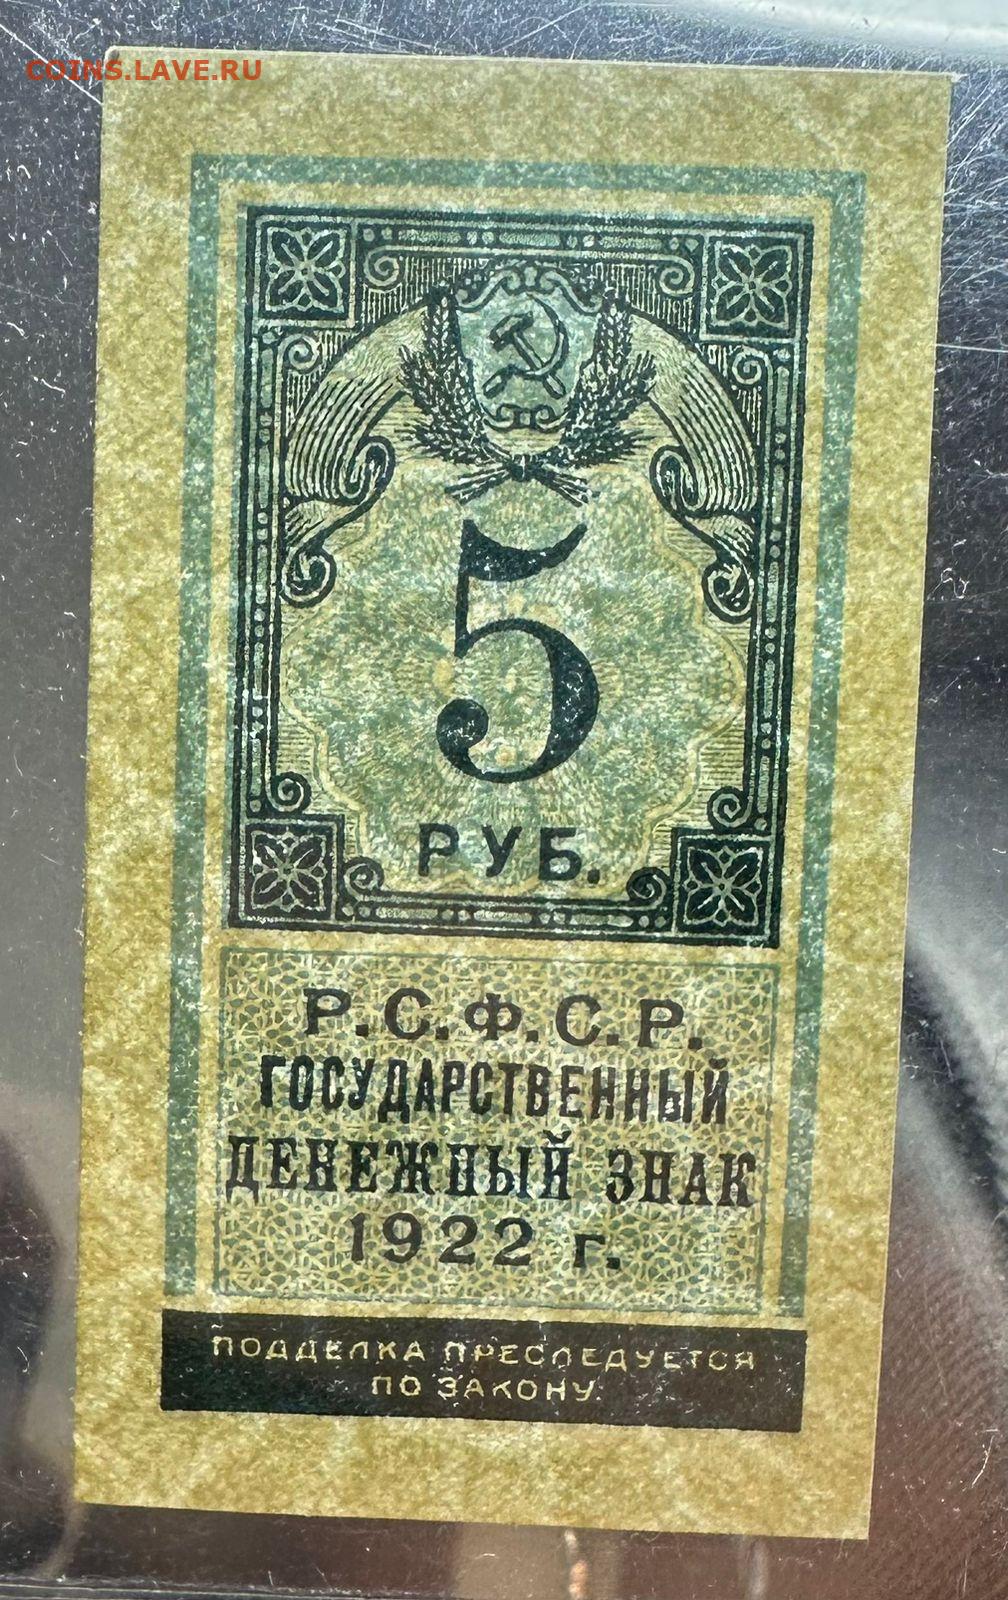 COINS.LAVE.RU
5
РУБ.
Р.С.Ф.С.Р.
ГОСУДАРСТВЕННЫЙ
ДЕНЕЖНЫЙ ЗНАК
1922 г.
ПОДДЕЛКА ПРЕСЛЕДУЕТСЯ
ПО ЗАКОНУ